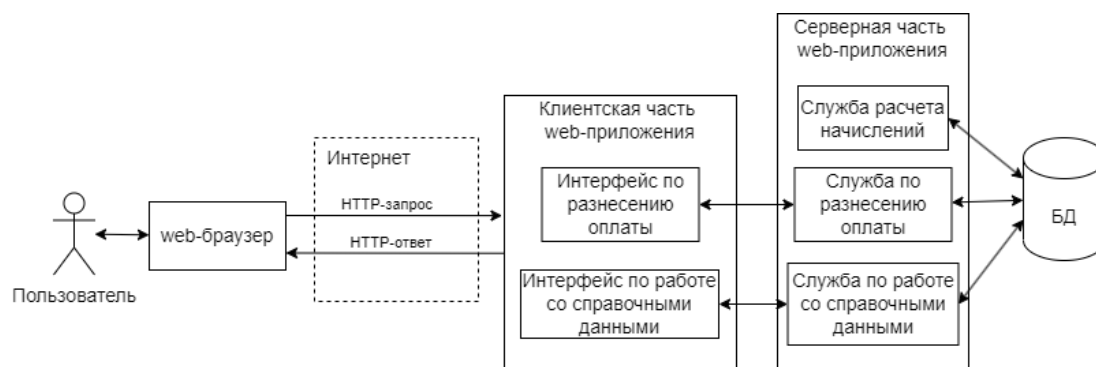 Пользователь
web-браузер
Интернет
HTTP-запрос
HTTP-ответ
Клиентская часть
web-приложения
Интерфейс по
разнесению
оплаты
Интерфейс по работе
со справочными
данными
Серверная часть
web-приложения
Служба расчета
начислений
Служба по
разнесению
оплаты
Служба по работе
со справочными
данными
БД